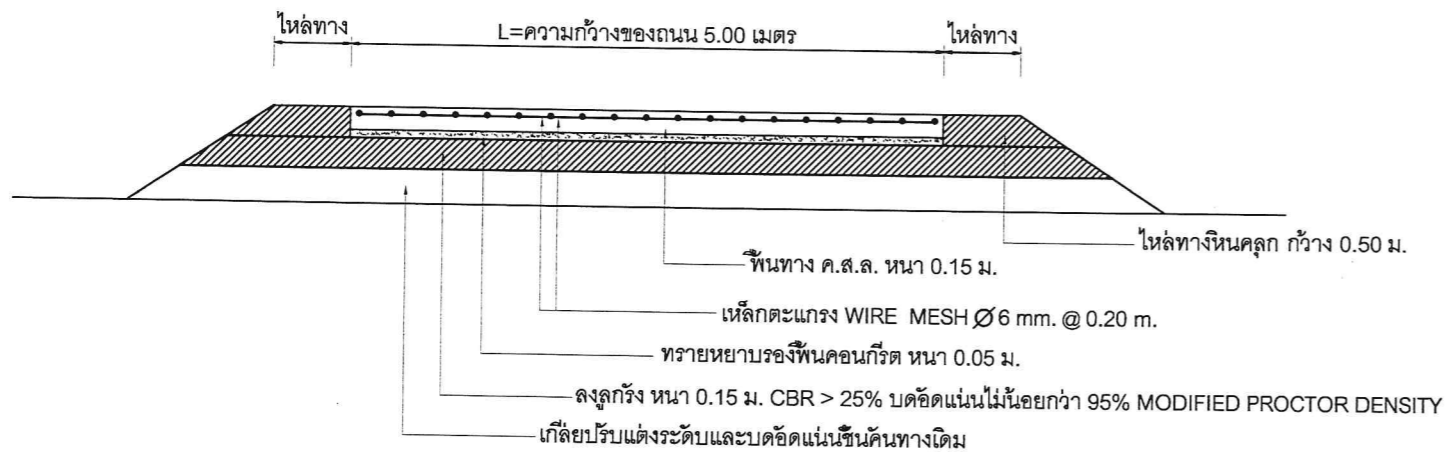 ไหล่ทาง
L=ความกว้างของถนน 5.00 เมตร
ไหล่ทาง
ไหล่ทางหินคลุก กว้าง 0.50 ม.
พื้นทาง ค.ส.ล. หนา 0.15 ม.
เหล็กตะแกรง WIRE MESH Ø 6 mm. @ 0.20 m.
ทรายหยาบรองพื้นคอนกรีต หนา 0.05 ม.
ลงลูกรัง หนา 0.15 ม. CBR > 25% บดอัดแน่นไม่น้อยกว่า 95% MODIFIED PROCTOR DENSITY
เกลี่ยปรับแต่งระดับและบดอัดแน่นชั้นคันทางเดิม